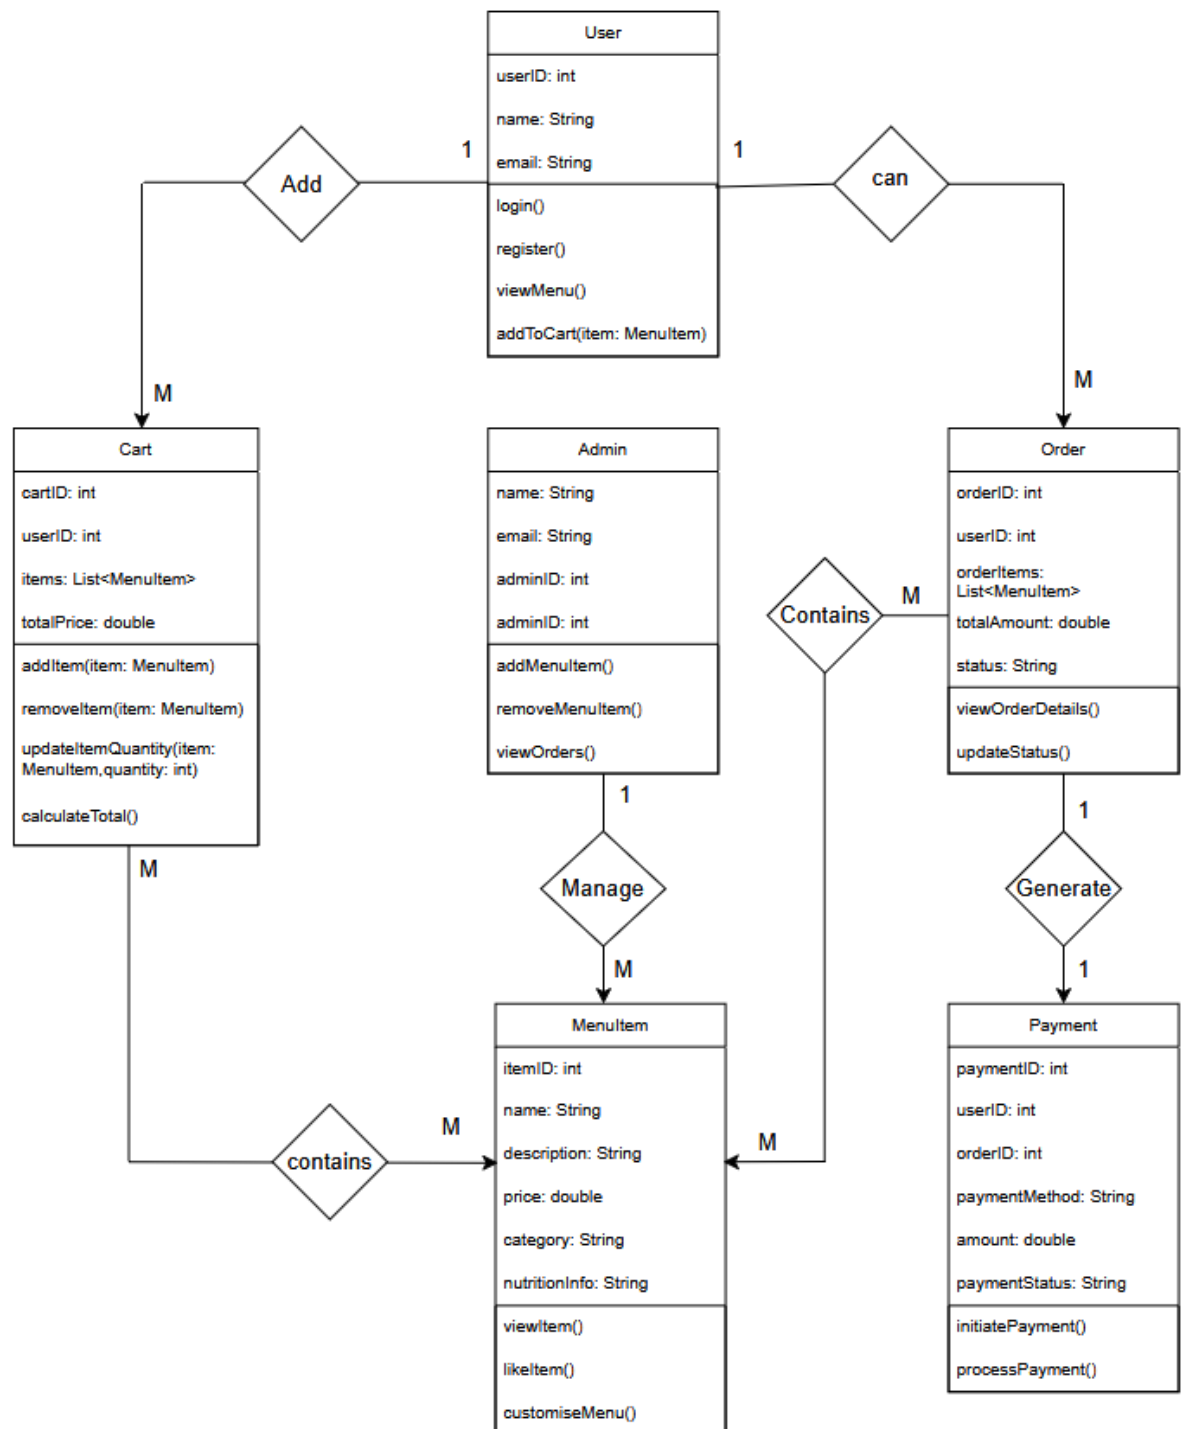 User
userID: int
name: String
email: String
login()
register()
viewMenu()
addToCart(item: MenuItem)
1
1
Add
can
M
M
Cart
cartID: int
userID: int
items: List<MenuItem>
totalPrice: double
addItem(item: MenuItem)
removeItem(item: MenuItem)
updateItemQuantity(item:
MenuItem,quantity: int)
calculateTotal()
M
Admin
name: String
email: String
adminID: int
adminID: int
addMenuItem()
removeMenuItem()
viewOrders()
1
Manage
M
Order
orderID: int
userID: int
orderItems:
List<MenuItem>
totalAmount: double
status: String
viewOrderDetails()
updateStatus()
Contains
M
1
Generate
1
contains
M
M
MenuItem
itemID: int
name: String
description: String
price: double
category: String
nutritionInfo: String
viewItem()
likeItem()
customiseMenu()
Payment
paymentID: int
userID: int
orderID: int
paymentMethod: String
amount: double
paymentStatus: String
initiatePayment()
processPayment()